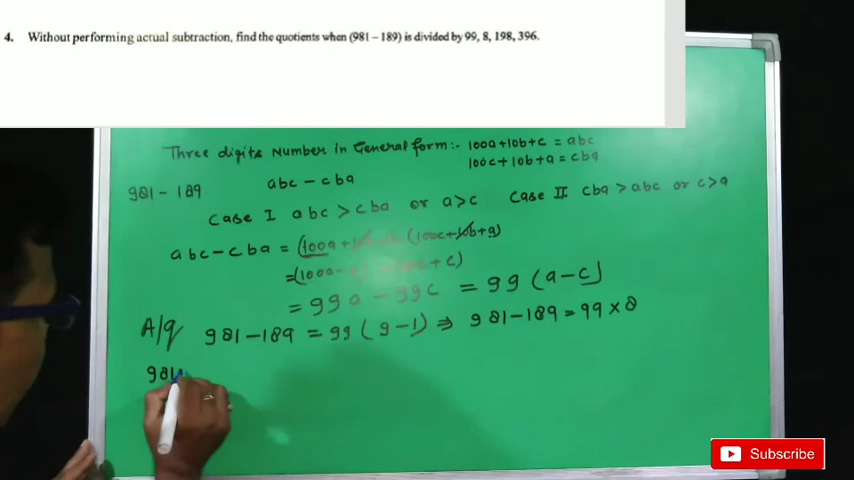 4. Without performing actual subtraction, find the quotients when (981 – 189) is divided by 99, 8, 198, 396.
Three digits Number in General form:- 100a+10b+c = abc
100c+10b+a = cba
981 - 189 abc - cba
Case I abc > cba or a>c Case II cba > abc or c>a
abc - cba = (100a+ (100c+10b+a)
=(100a- +c)
= 99a - 99c = 99 (a-c)
A/q 981-189 = 99 (9-1) ⇒ 981-189 = 99 × 8
981
Subscribe